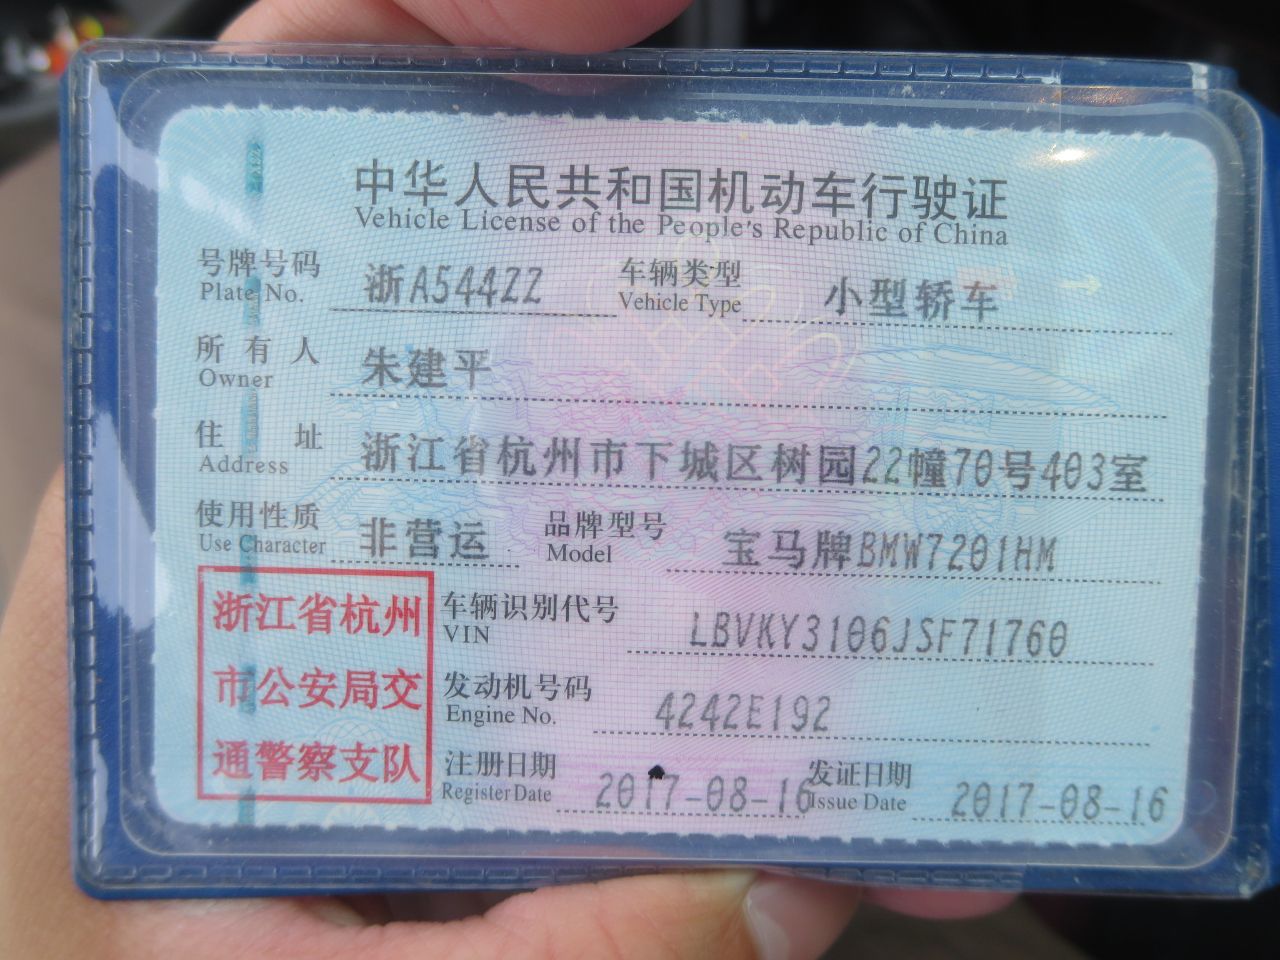 中华人民共和国机动车行驶证
Vehicle License of the People's Republic of China
号牌号码 浙A544Z2 车辆类型 小型轿车
Plate No. Vehicle Type
所有人 朱建平
Owner
住址 浙江省杭州市下城区树园22幢70号403室
Address
使用性质 非营运 品牌型号 宝马牌BMW7201HM
Use Character Model
浙江省杭州
市公安局交
通警察支队
车辆识别代号 LBVKY3106JSF71760
VIN
发动机号码 4242E192
Engine No.
注册日期 2017-08-16 发证日期 2017-08-16
Register Date Issue Date